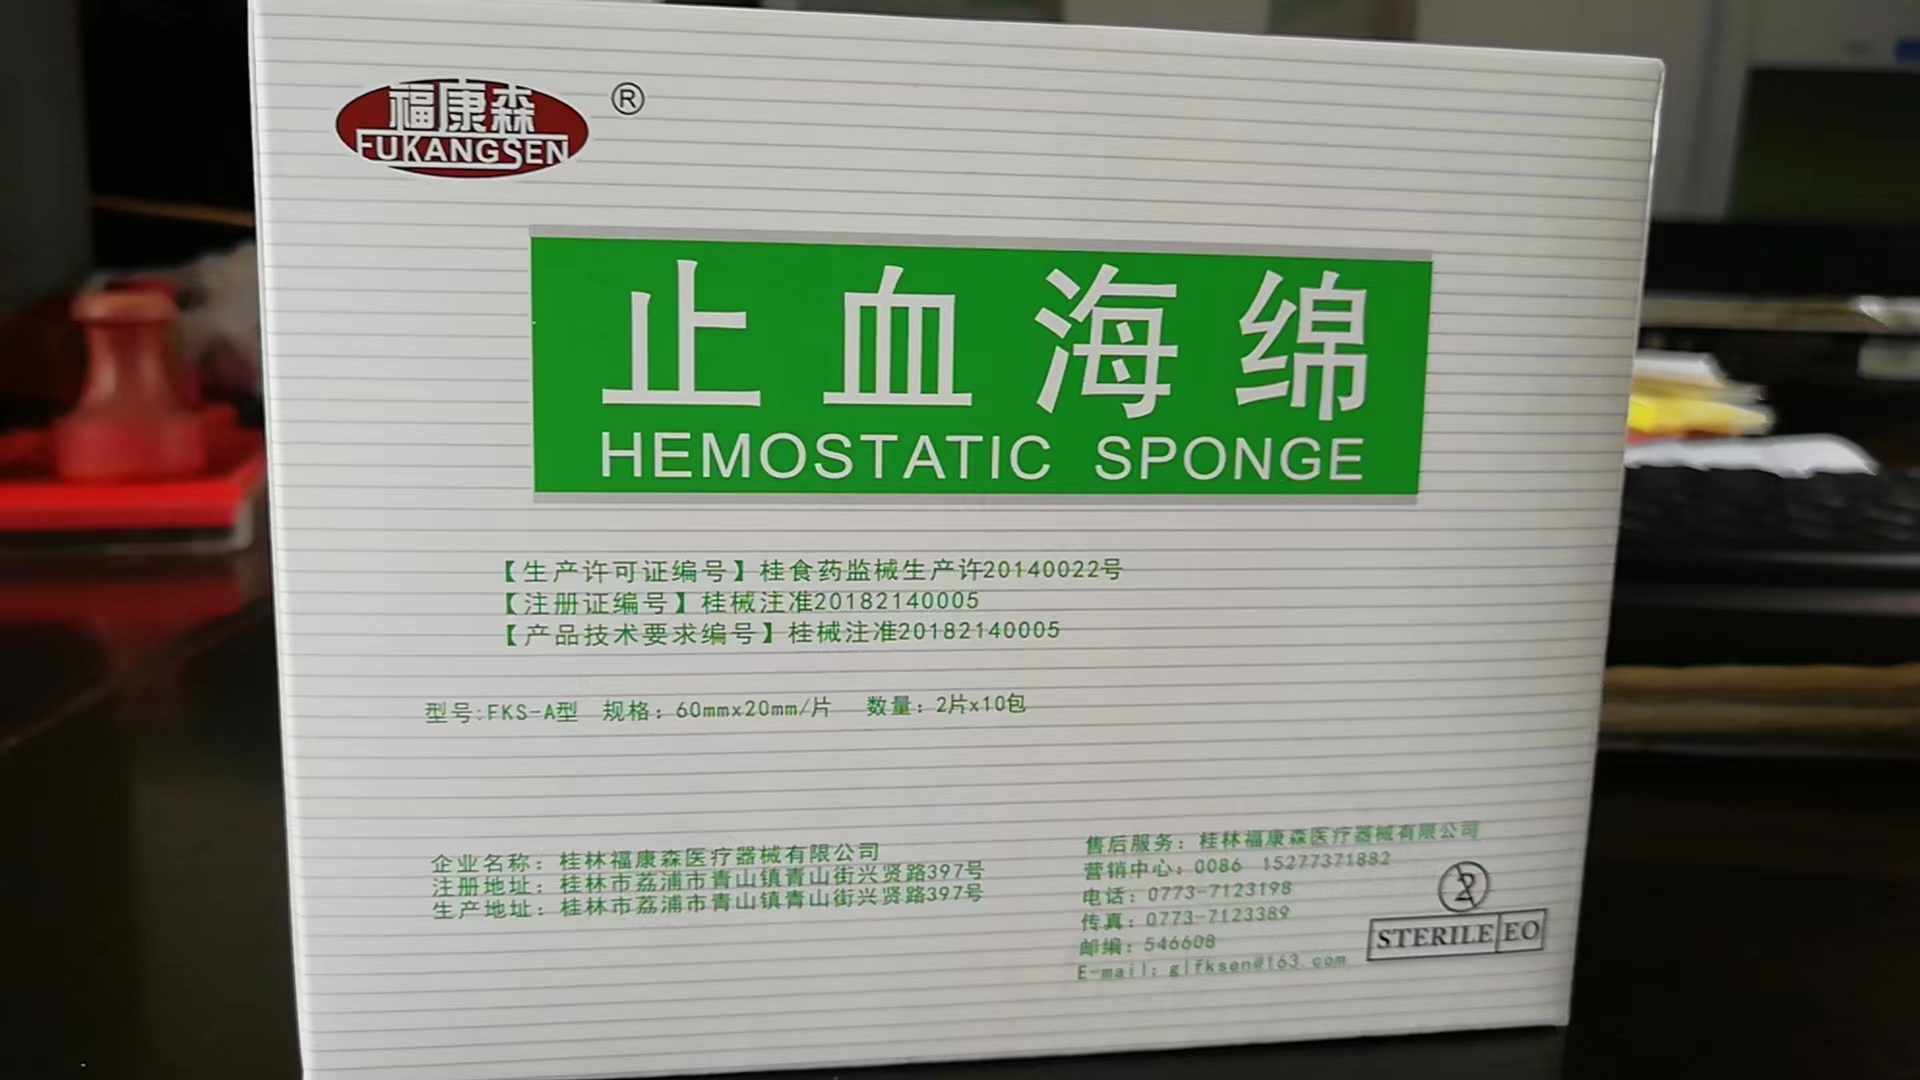 福康森
FUKANGSEN
®
止血海绵
HEMOSTATIC SPONGE
【生产许可证编号】桂食药监械生产许20140022号
【注册证编号】桂械注准20182140005
【产品技术要求编号】桂械注准20182140005
型号:FKS-A型 规格：60mmx20mm/片 数量：2片x10包
企业名称：桂林福康森医疗器械有限公司
注册地址：桂林市荔浦市青山镇青山街兴贤路397号
生产地址：桂林市荔浦市青山镇青山街兴贤路397号
售后服务：桂林福康森医疗器械有限公司
营销中心：0086 15277371882
电话：0773-7123198
传真：0773-7123389
邮编：546608
E-mail：glfksen@163.com
2
STERILE EO